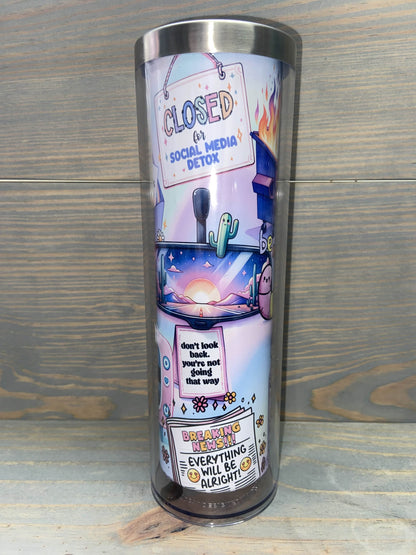 CLOSED
for
SOCIAL MEDIA
DETOX
be
don't look
back.
you're not
going
that way
BREAKING
NEWS!!!
EVERYTHING
WILL BE
ALRIGHT!